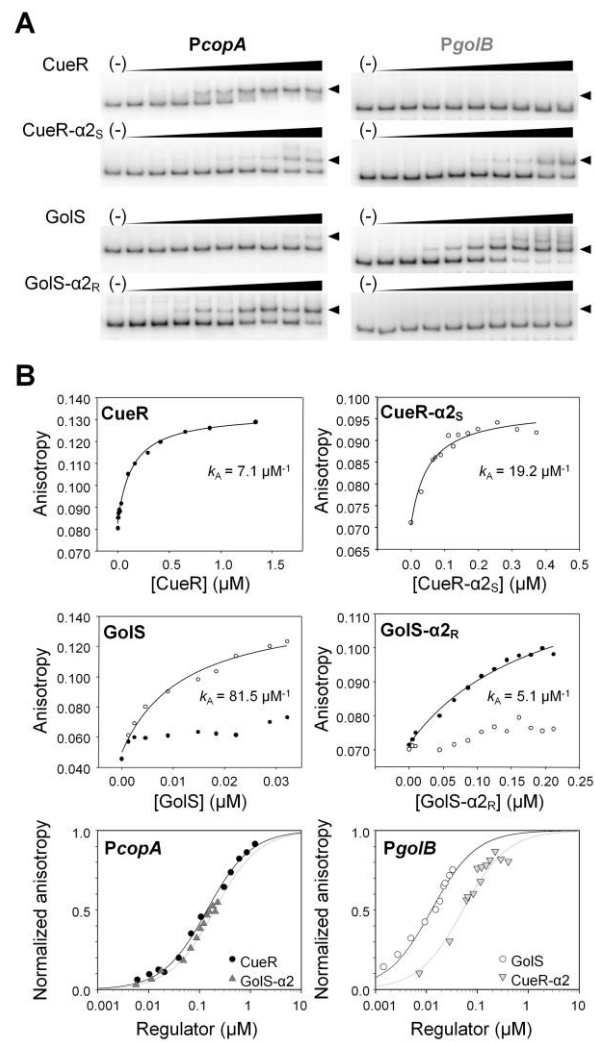 A
PcopA PgolB
CueR (-) (-)
CueR-α2S (-) (-)
GolS (-) (-)
GolS-α2R (-) (-)
B
CueR
Anisotropy
0.140
0.130
0.120
0.110
0.100
0.090
0.080
0.070
kA = 7.1 µM-1
0.0 0.5 1.0 1.5
[CueR] (µM)
CueR-α2S
Anisotropy
0.100
0.095
0.090
0.085
0.080
0.075
0.070
0.065
kA = 19.2 µM-1
0.0 0.1 0.2 0.3 0.4 0.5
[CueR-α2S] (µM)
GolS
Anisotropy
0.120
0.100
0.080
0.060
0.040
kA = 81.5 µM-1
0.00 0.01 0.02 0.03
[GolS] (µM)
GolS-α2R
Anisotropy
0.100
0.090
0.080
0.070
kA = 5.1 µM-1
0.00 0.05 0.10 0.15 0.20 0.25
[GolS-α2R] (µM)
PcopA
Normalized anisotropy
1.0
0.5
0.0
CueR
GolS-α2
0.001 0.01 0.1 1 10
Regulator (µM)
PgolB
Normalized anisotropy
1.0
0.5
0.0
GolS
CueR-α2
0.001 0.01 0.1 1 10
Regulator (µM)